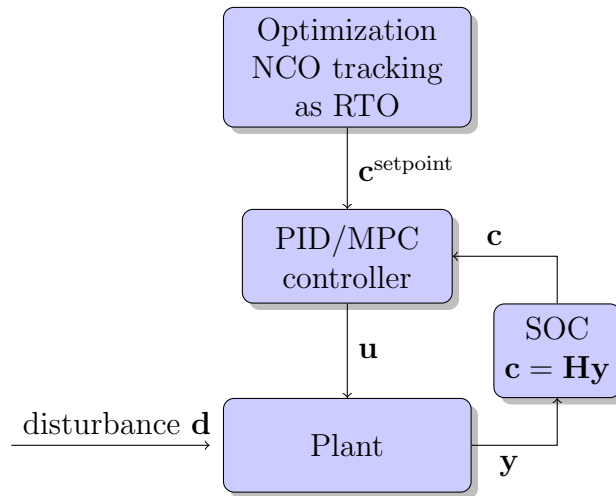 Optimization
NCO tracking
as RTO
c^setpoint
PID/MPC
controller
c
SOC
c = Hy
u
disturbance d
Plant
y